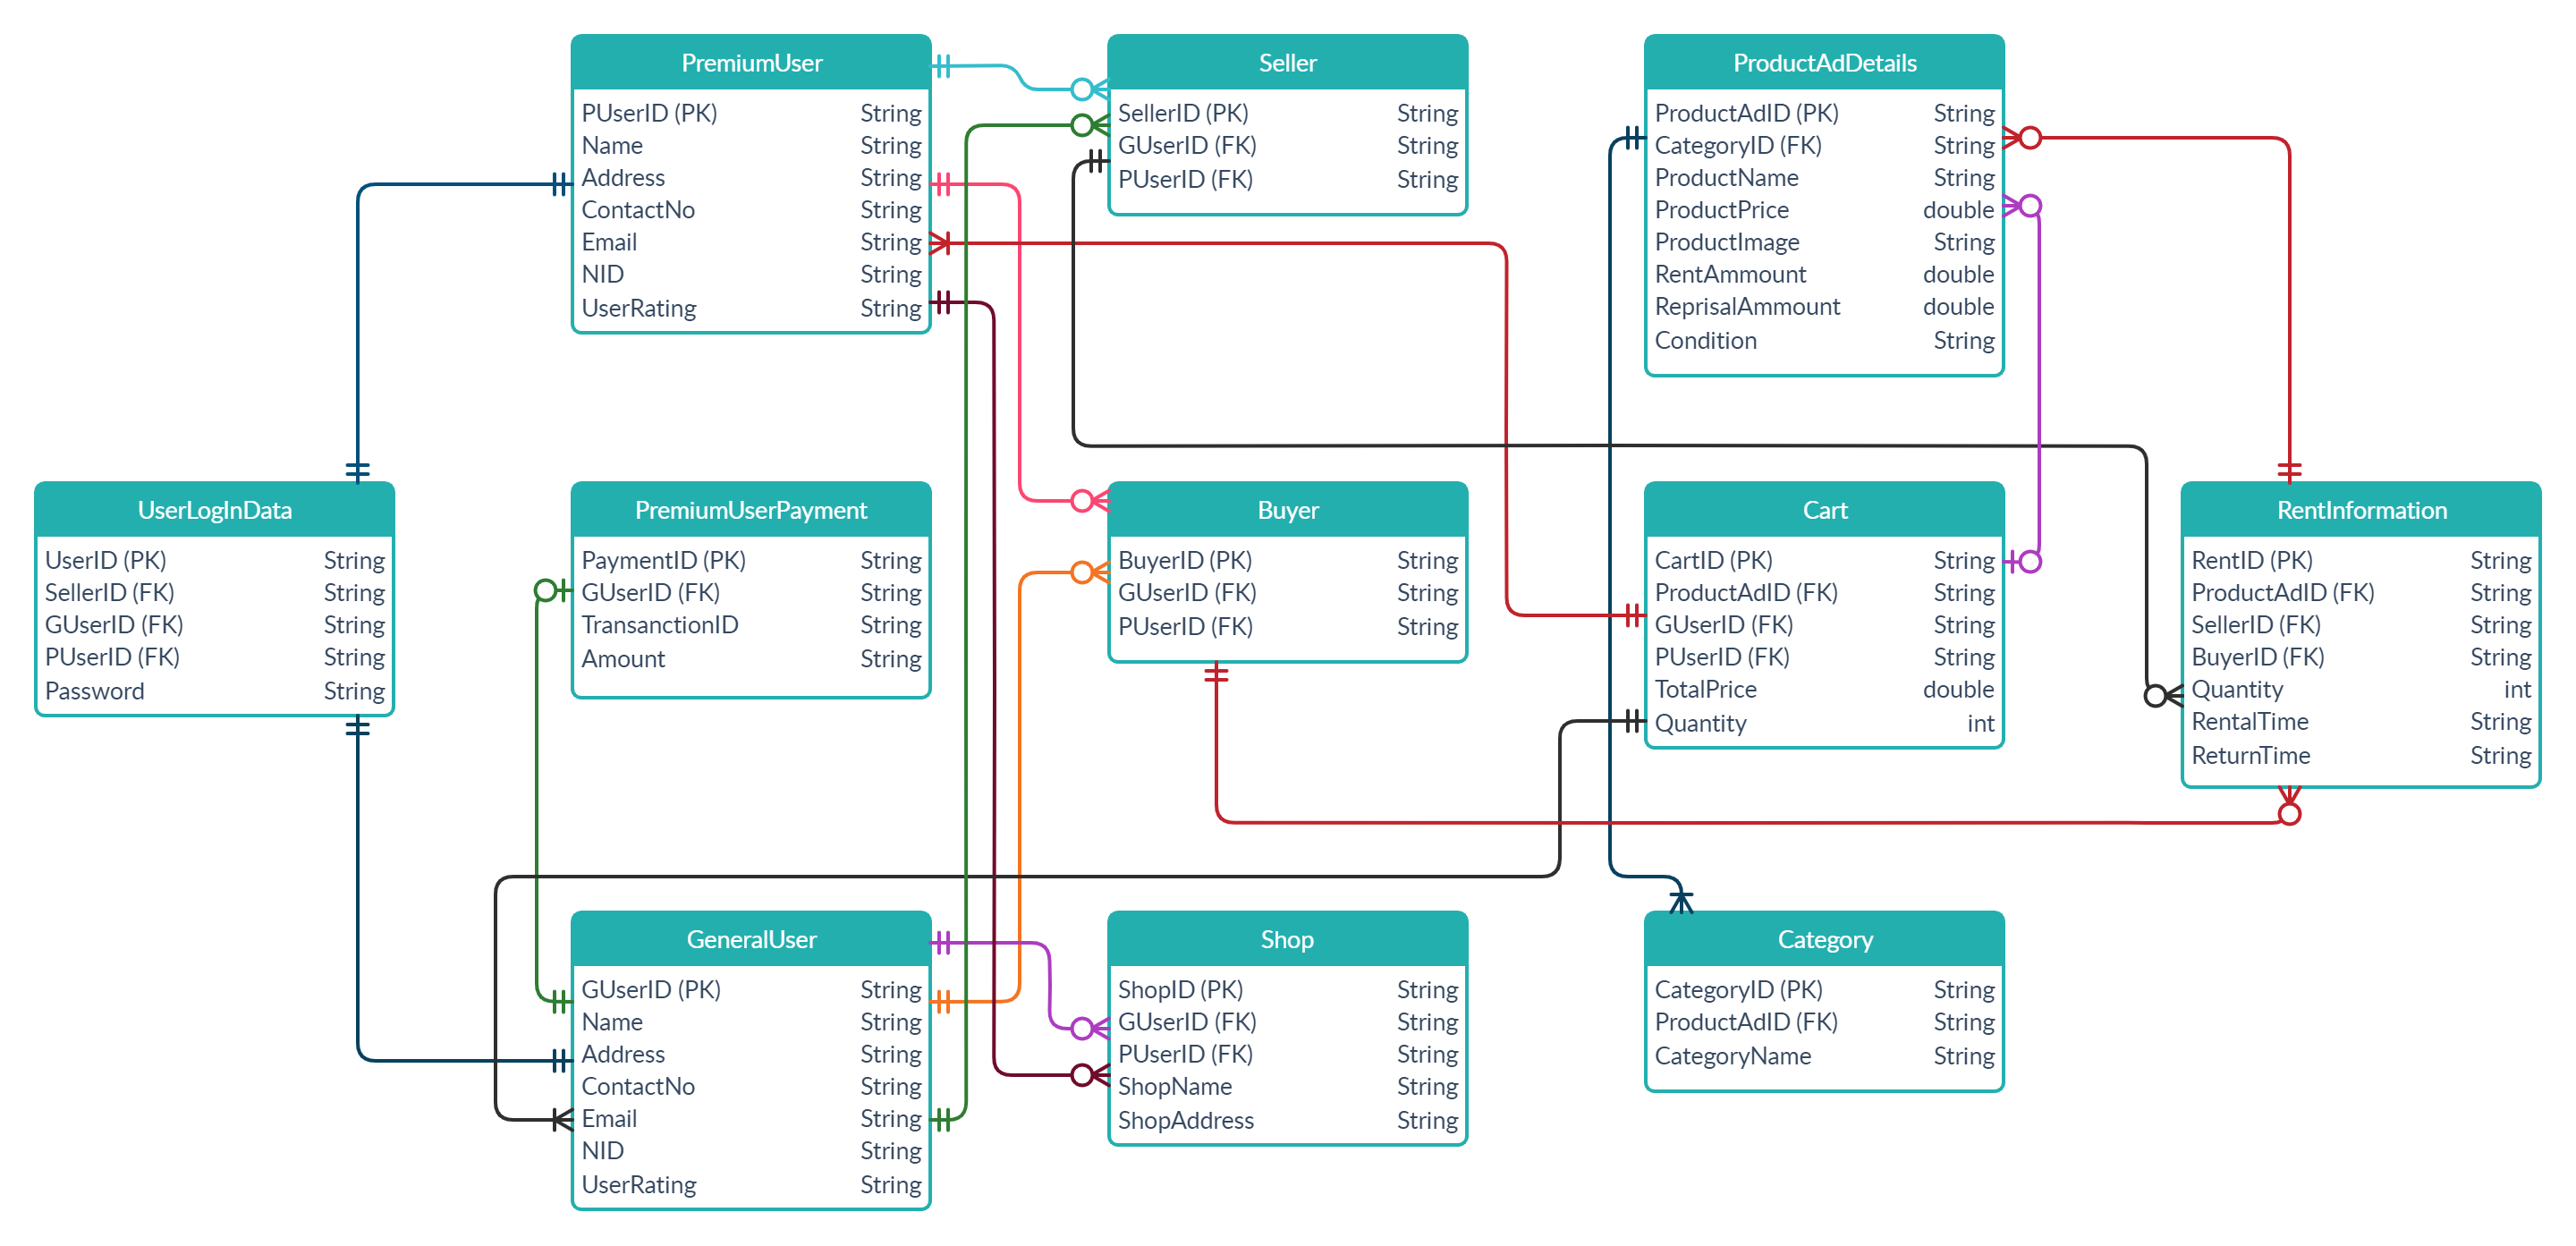 PremiumUser
PUserID (PK) String
Name String
Address String
ContactNo String
Email String
NID String
UserRating String
Seller
SellerID (PK) String
GUserID (FK) String
PUserID (FK) String
ProductAdDetails
ProductAdID (PK) String
CategoryID (FK) String
ProductName String
ProductPrice double
ProductImage String
RentAmmount double
ReprisalAmmount double
Condition String
UserLogInData
UserID (PK) String
SellerID (FK) String
GUserID (FK) String
PUserID (FK) String
Password String
PremiumUserPayment
PaymentID (PK) String
GUserID (FK) String
TransanctionID String
Amount String
Buyer
BuyerID (PK) String
GUserID (FK) String
PUserID (FK) String
Cart
CartID (PK) String
ProductAdID (FK) String
GUserID (FK) String
PUserID (FK) String
TotalPrice double
Quantity int
RentInformation
RentID (PK) String
ProductAdID (FK) String
SellerID (FK) String
BuyerID (FK) String
Quantity int
RentalTime String
ReturnTime String
GeneralUser
GUserID (PK) String
Name String
Address String
ContactNo String
Email String
NID String
UserRating String
Shop
ShopID (PK) String
GUserID (FK) String
PUserID (FK) String
ShopName String
ShopAddress String
Category
CategoryID (PK) String
ProductAdID (FK) String
CategoryName String